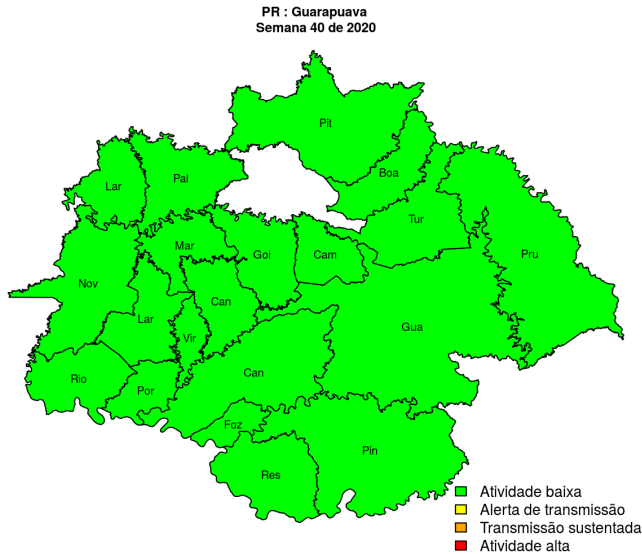 PR : Guarapuava
Semana 40 de 2020
Pit
Boa
Lar
Pal
Tur
Mar
Goi
Cam
Pru
Nov
Can
Lar
Vir
Gua
Rio
Por
Can
Foz
Res
Pin
Atividade baixa
Alerta de transmissão
Transmissão sustentada
Atividade alta